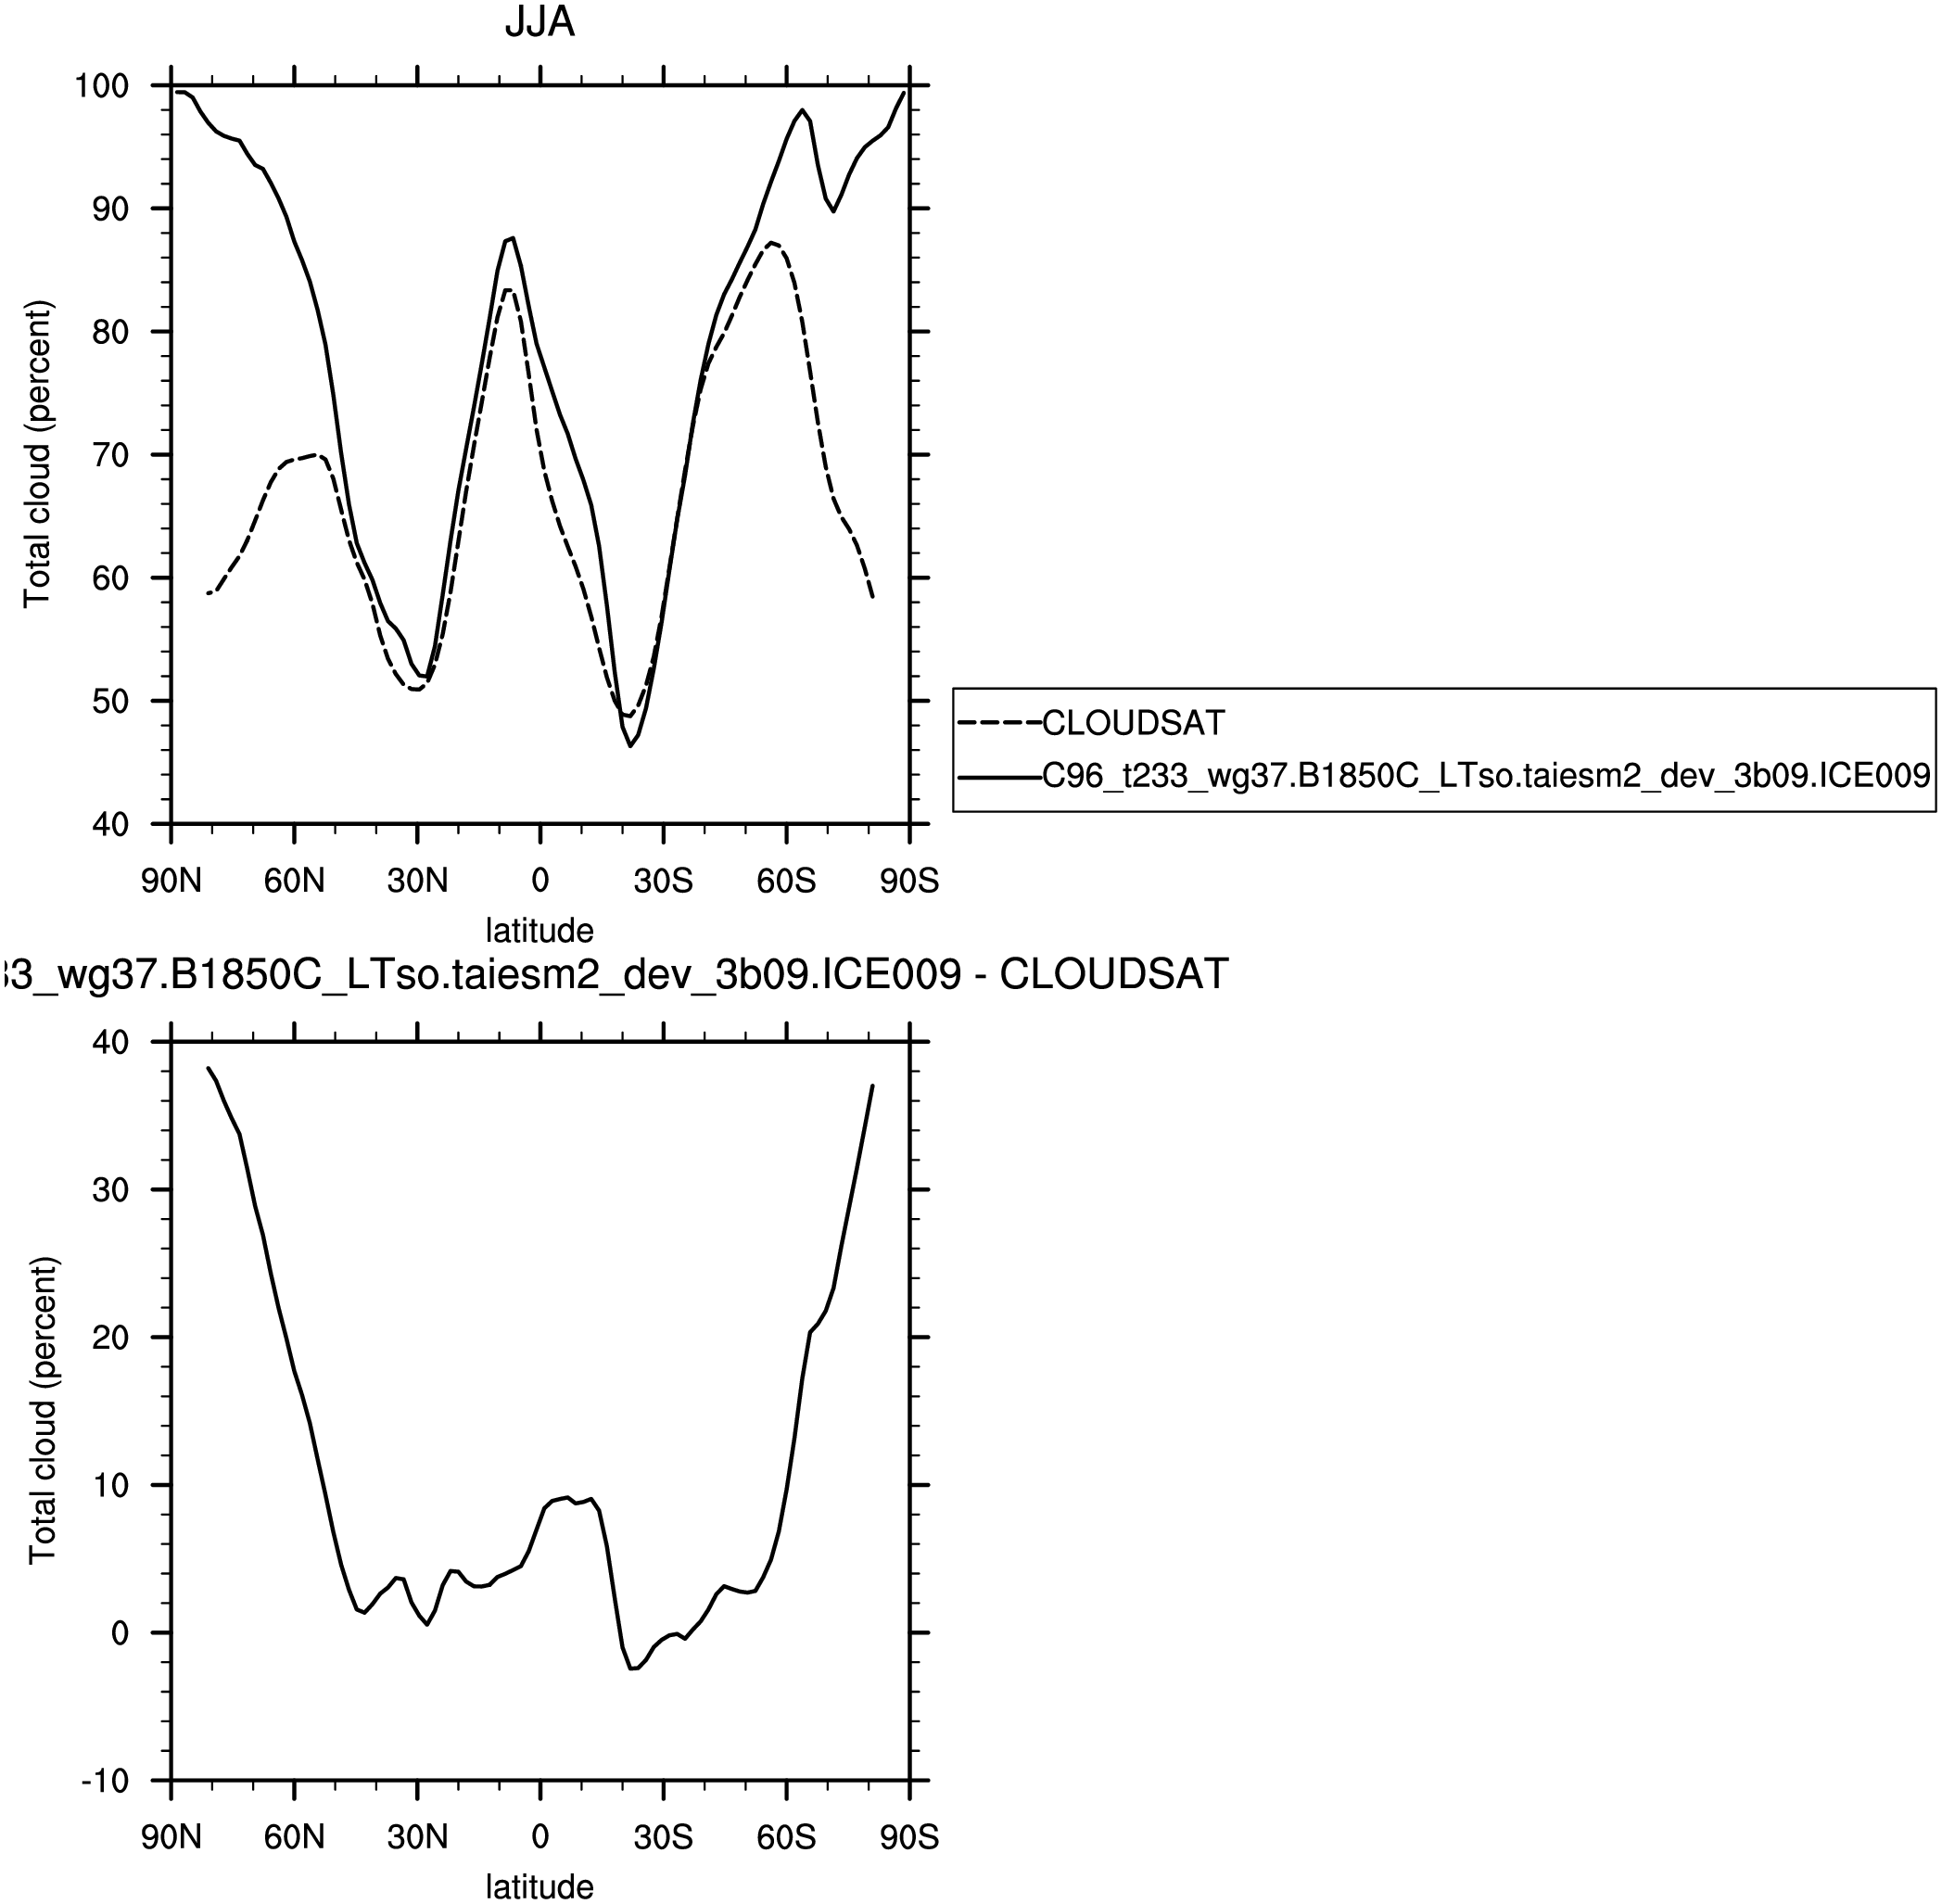 JJA
100
90
80
70
60
50
40
Total cloud (percent)
90N 60N 30N 0 30S 60S 90S
latitude
CLOUDSAT
C96_t233_wg37.B1850C_LTso.taiesm2_dev_3b09.ICE009
3_wg37.B1850C_LTso.taiesm2_dev_3b09.ICE009 - CLOUDSAT
40
30
20
10
0
-10
Total cloud (percent)
90N 60N 30N 0 30S 60S 90S
latitude